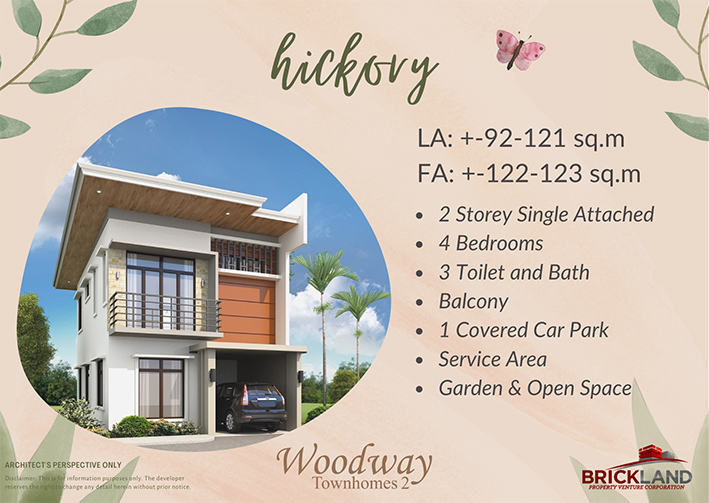 hickory
LA: +-92-121 sq.m
FA: +-122-123 sq.m
• 2 Storey Single Attached
• 4 Bedrooms
• 3 Toilet and Bath
• Balcony
• 1 Covered Car Park
• Service Area
• Garden & Open Space
ARCHITECT'S PERSPECTIVE ONLY
Disclaimer: This is for information purposes only. The developer
reserves the right to change any detail herein without prior notice.
Woodway
Townhomes 2
BRICKLAND
PROPERTY VENTURE CORPORATION